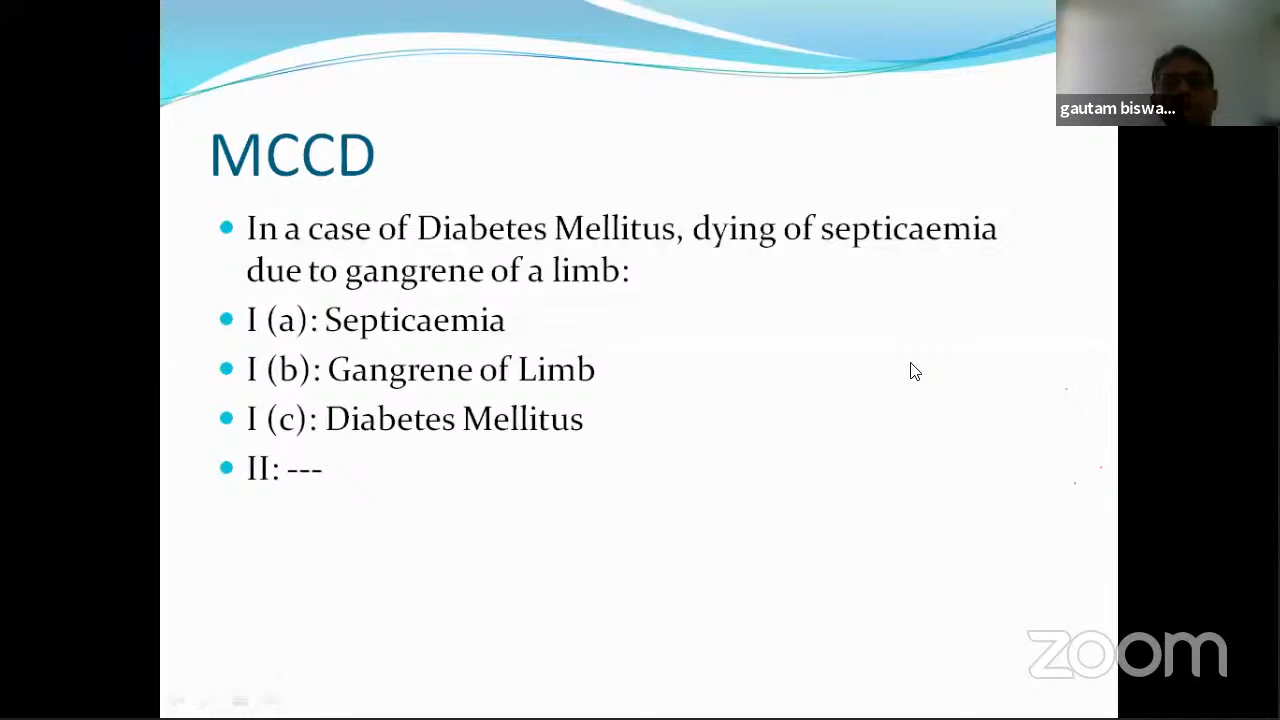 gautam biswa...
MCCD
In a case of Diabetes Mellitus, dying of septicaemia
due to gangrene of a limb:
I (a): Septicaemia
I (b): Gangrene of Limb
I (c): Diabetes Mellitus
II: ---
zoom